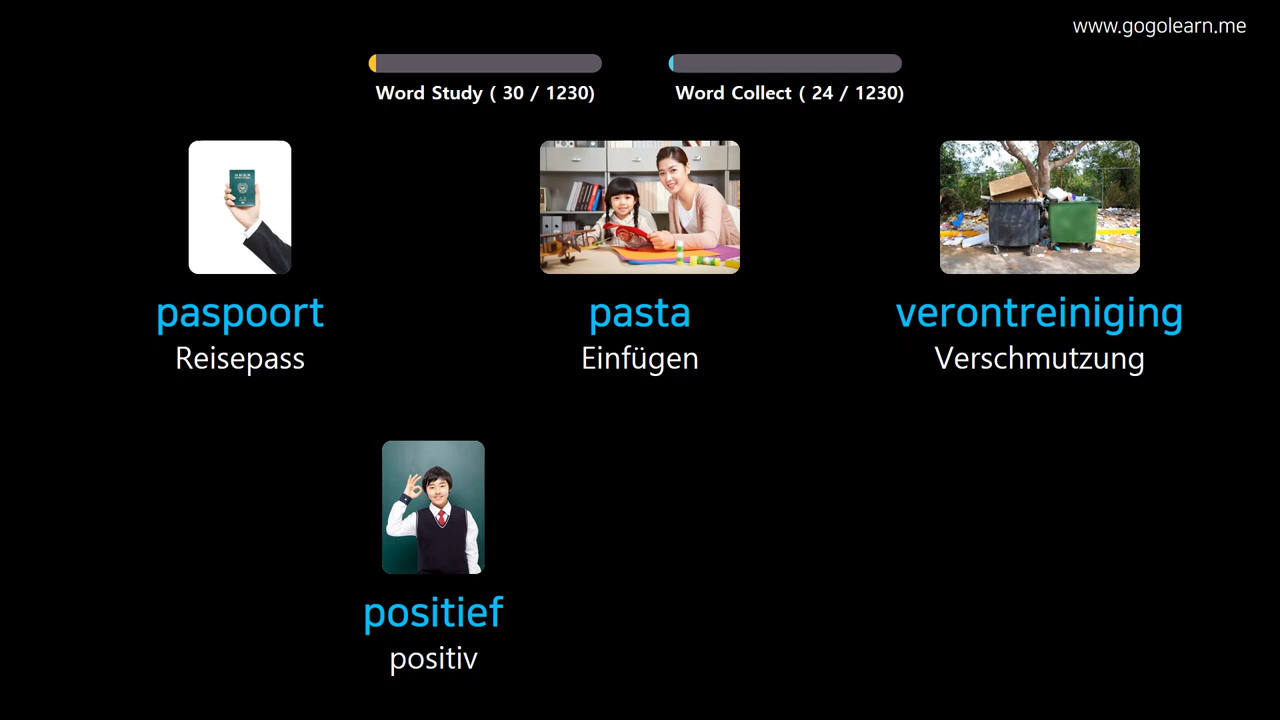 www.gogolearn.me
Word Study ( 30 / 1230)
Word Collect ( 24 / 1230)
paspoort
Reisepass
pasta
Einfügen
verontreiniging
Verschmutzung
positief
positiv